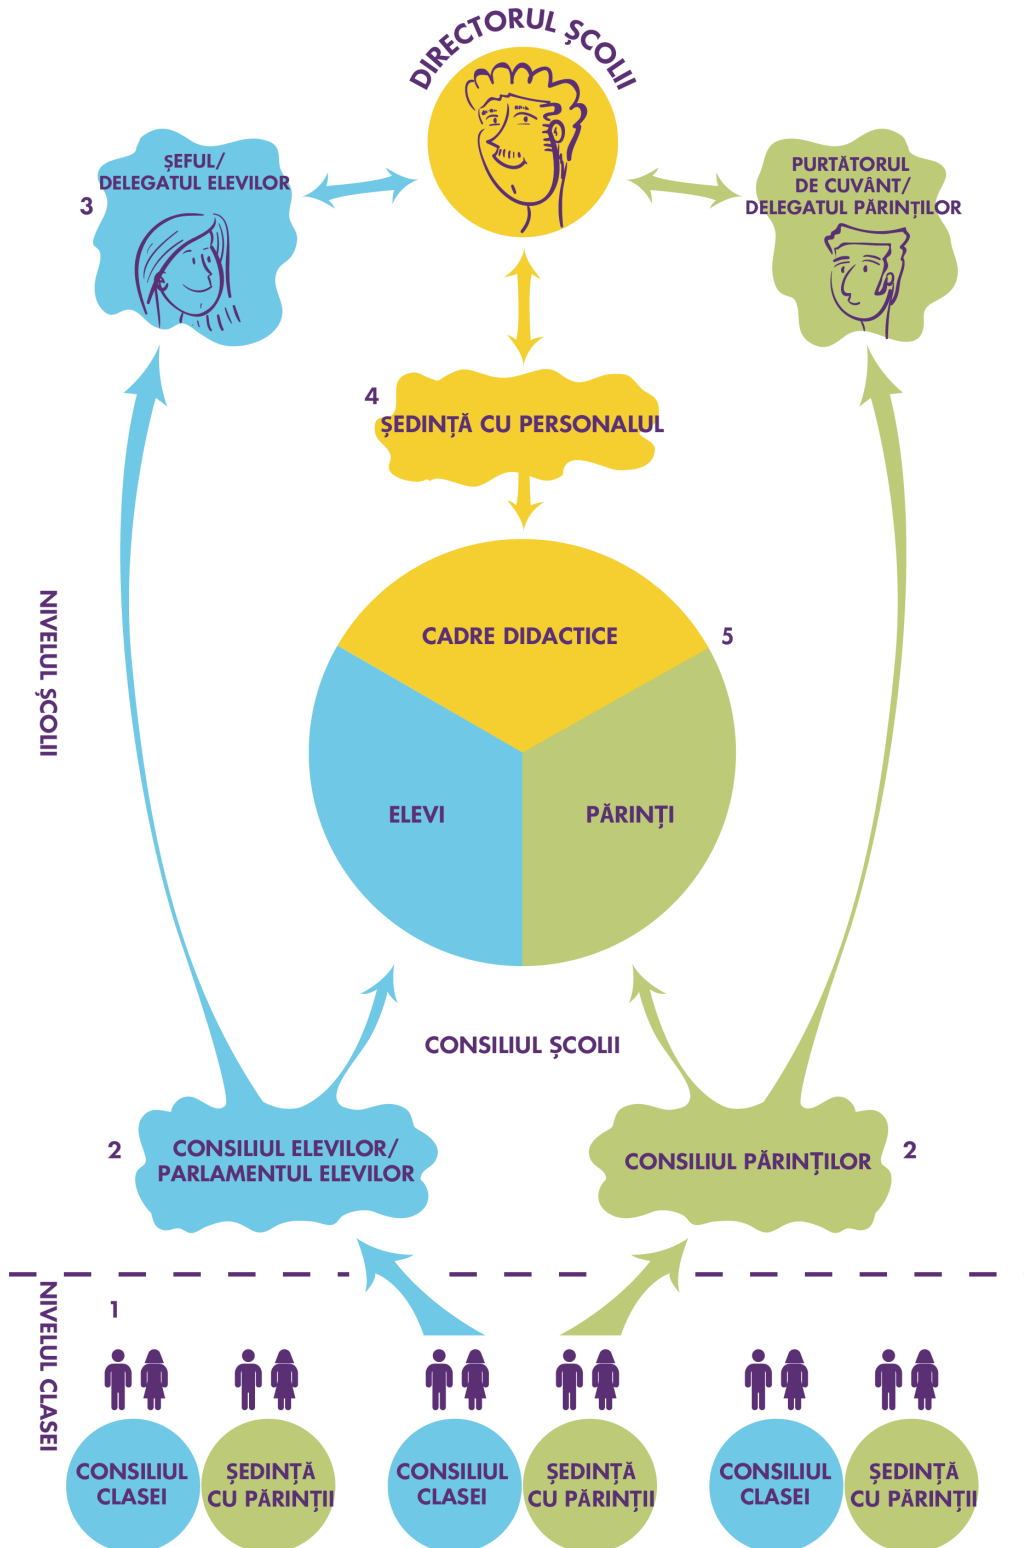 DIRECTORUL ȘCOLII
ȘEFUL/
DELEGATUL ELEVILOR
3
PURTĂTORUL
DE CUVÂNT/
DELEGATUL PĂRINȚILOR
4
ȘEDINȚĂ CU PERSONALUL
NIVELUL ȘCOLII
CADRE DIDACTICE
5
ELEVI
PĂRINȚI
CONSILIUL ȘCOLII
2
CONSILIUL ELEVILOR/
PARLAMENTUL ELEVILOR
CONSILIUL PĂRINȚILOR
2
NIVELUL CLASEI
1
CONSILIUL
CLASEI
ȘEDINȚĂ
CU PĂRINȚII
CONSILIUL
CLASEI
ȘEDINȚĂ
CU PĂRINȚII
CONSILIUL
CLASEI
ȘEDINȚĂ
CU PĂRINȚII